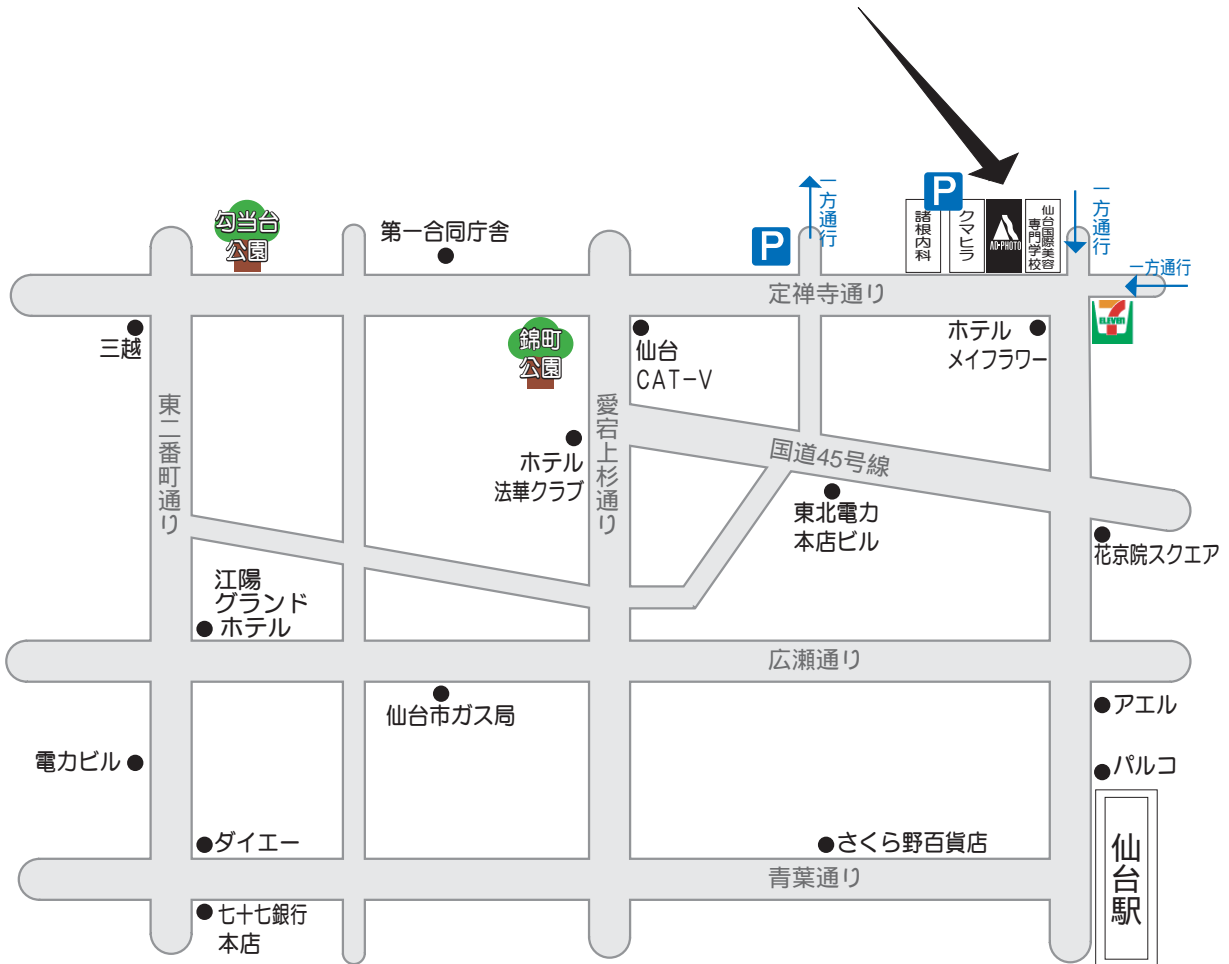 勾当台
公園
第一合同庁舎
P
一方通行
P
諸根内科
クマヒラ
AD-PHOTO
仙台国際美容
専門学校
一方通行
一方通行
定禅寺通り
7
ELEVEN
三越
錦町
公園
仙台
CAT-V
ホテル
メイフラワー
東二番町通り
愛宕上杉通り
国道45号線
ホテル
法華クラブ
東北電力
本店ビル
花京院スクエア
江陽
グランド
ホテル
広瀬通り
仙台市ガス局
アエル
電力ビル
パルコ
ダイエー
さくら野百貨店
仙台駅
青葉通り
七十七銀行
本店